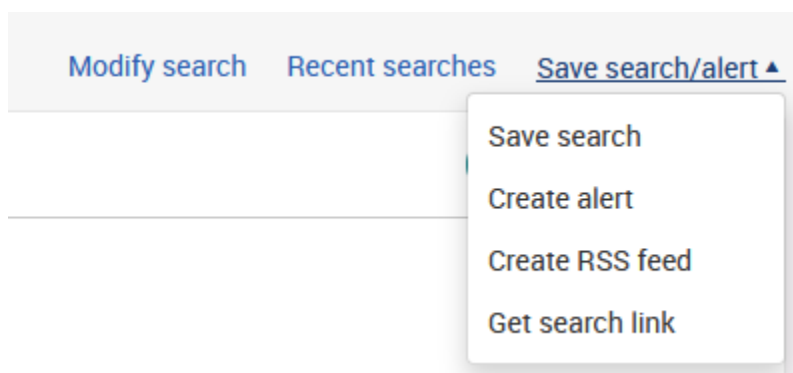 Modify search Recent searches Save search/alert ▲
Save search
Create alert
Create RSS feed
Get search link